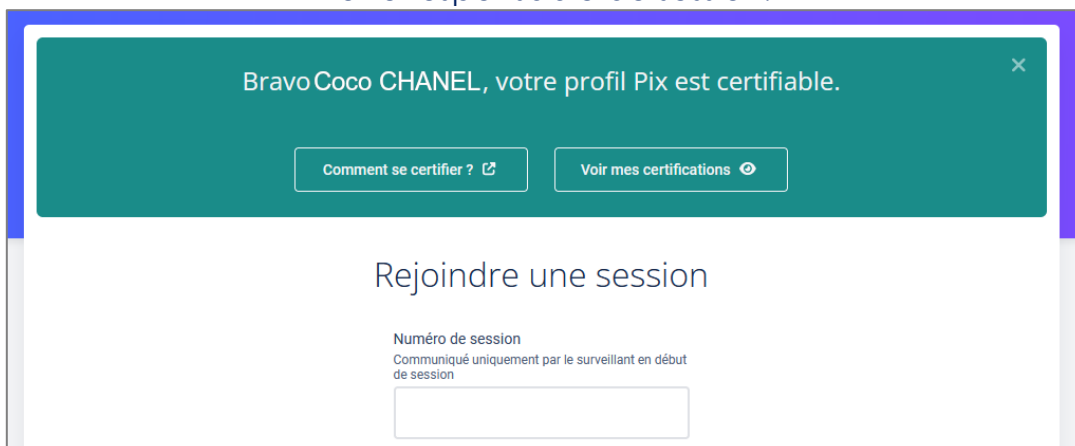 Bravo Coco CHANEL, votre profil Pix est certifiable.
Comment se certifier ?
Voir mes certifications
Rejoindre une session
Numéro de session
Communiqué uniquement par le surveillant en début
de session